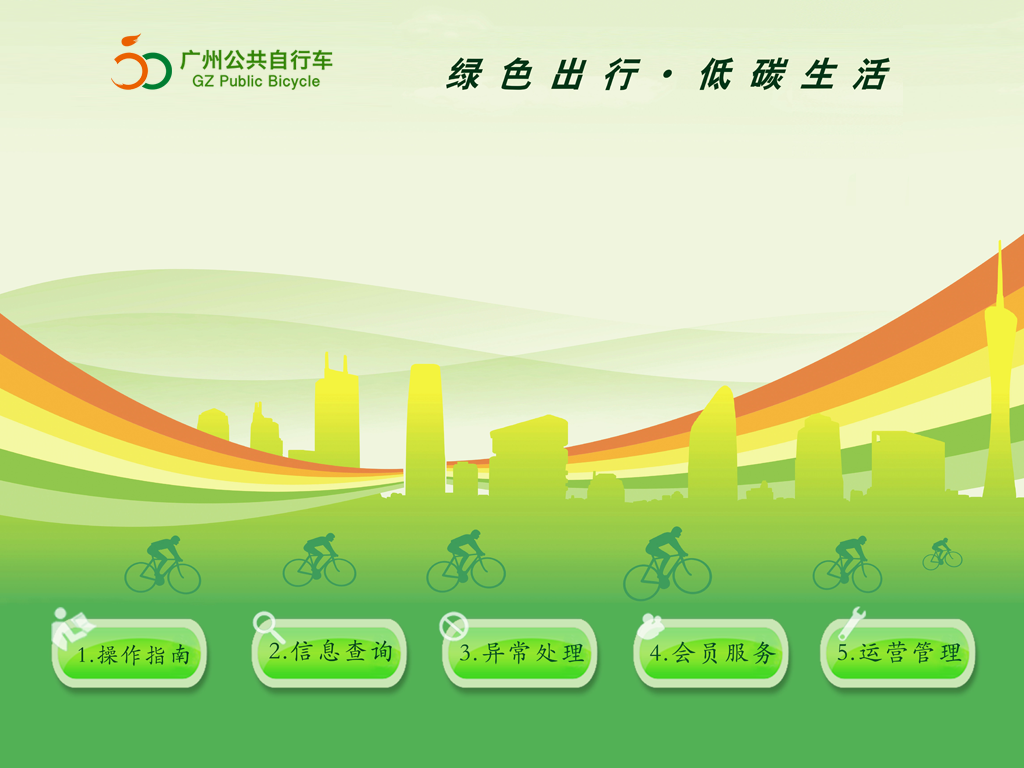 广州公共自行车
GZ Public Bicycle
绿色出行·低碳生活
1.操作指南
2.信息查询
3.异常处理
4.会员服务
5.运营管理